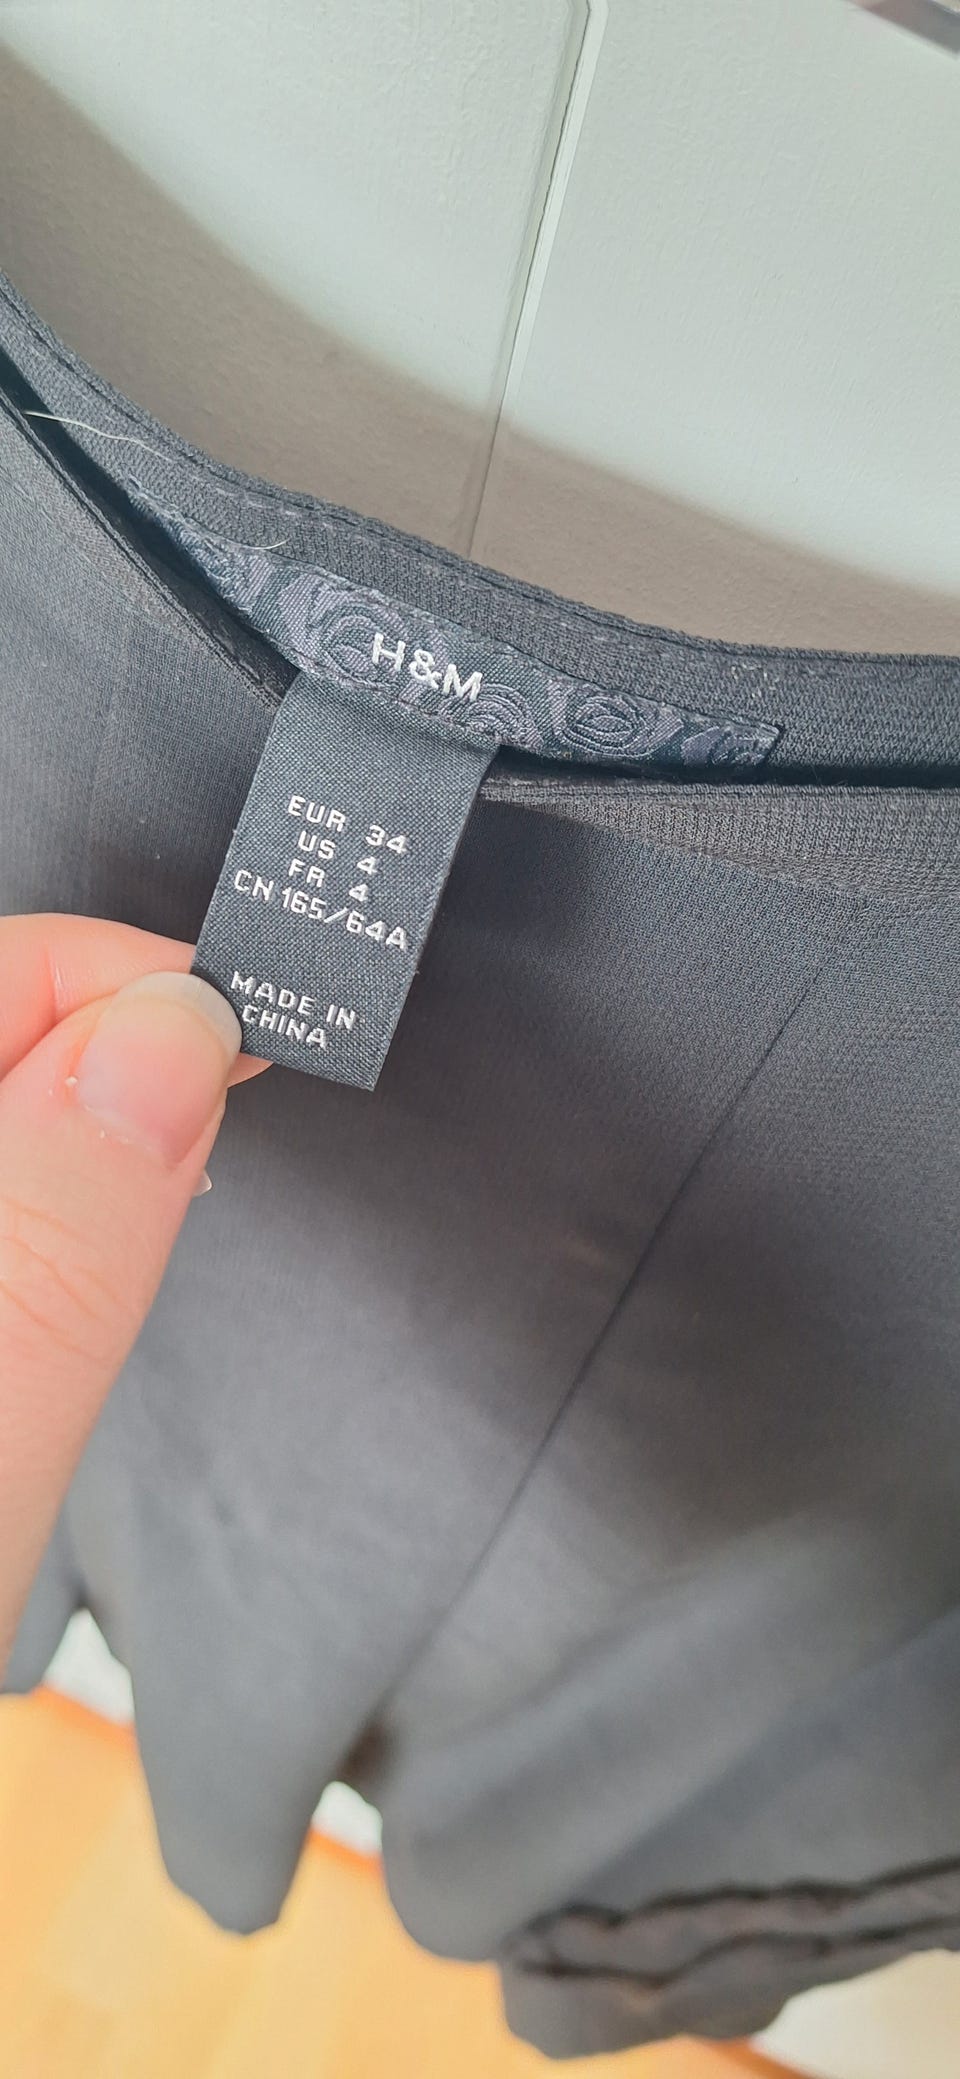 H&M
EUR 34
US 4
FR 4
CN 165/64A
MADE IN
CHINA